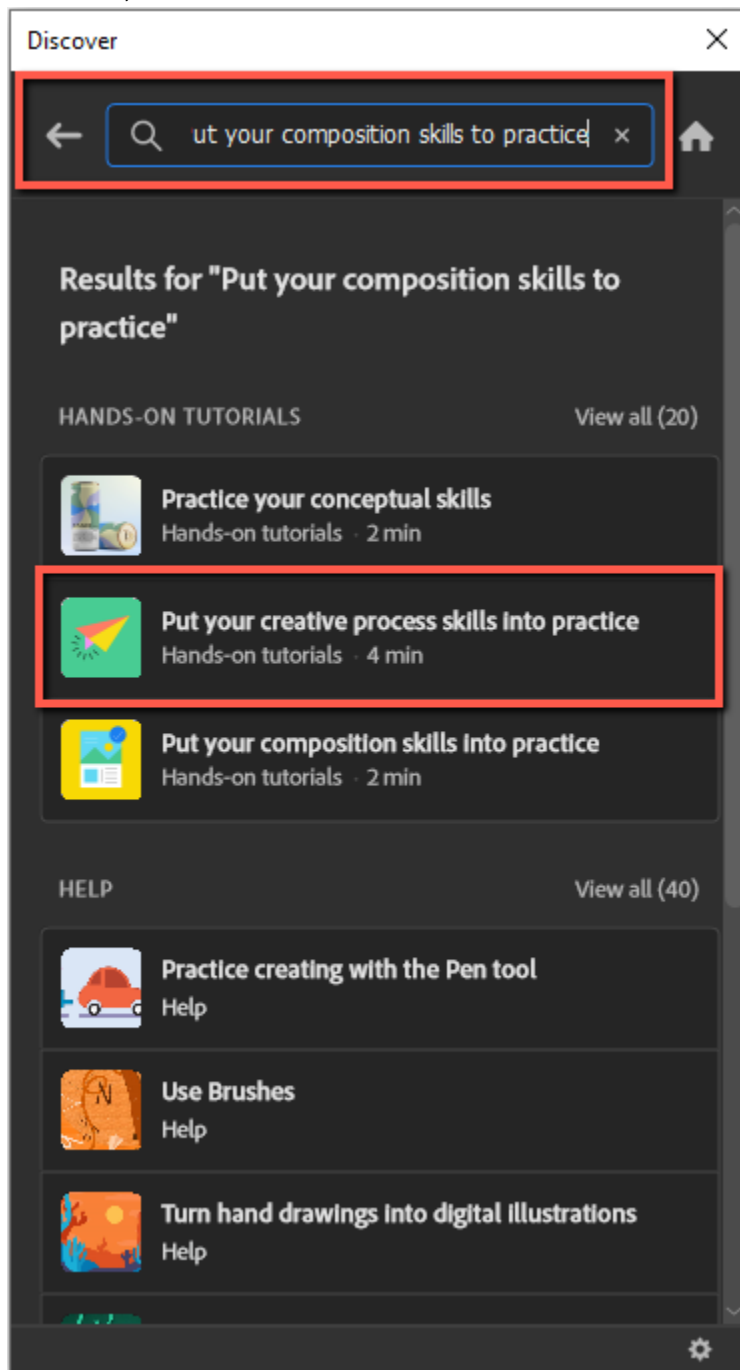 Discover
ut your composition skills to practice
Results for "Put your composition skills to
practice"
HANDS-ON TUTORIALS View all (20)
Practice your conceptual skills
Hands-on tutorials · 2 min
Put your creative process skills into practice
Hands-on tutorials · 4 min
Put your composition skills into practice
Hands-on tutorials · 2 min
HELP View all (40)
Practice creating with the Pen tool
Help
Use Brushes
Help
Turn hand drawings into digital illustrations
Help